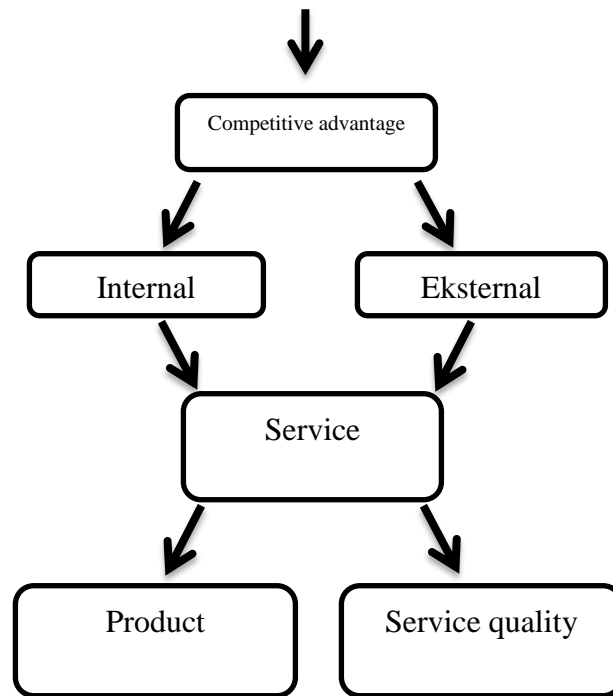 Competitive advantage
Internal
Eksternal
Service
Product
Service quality